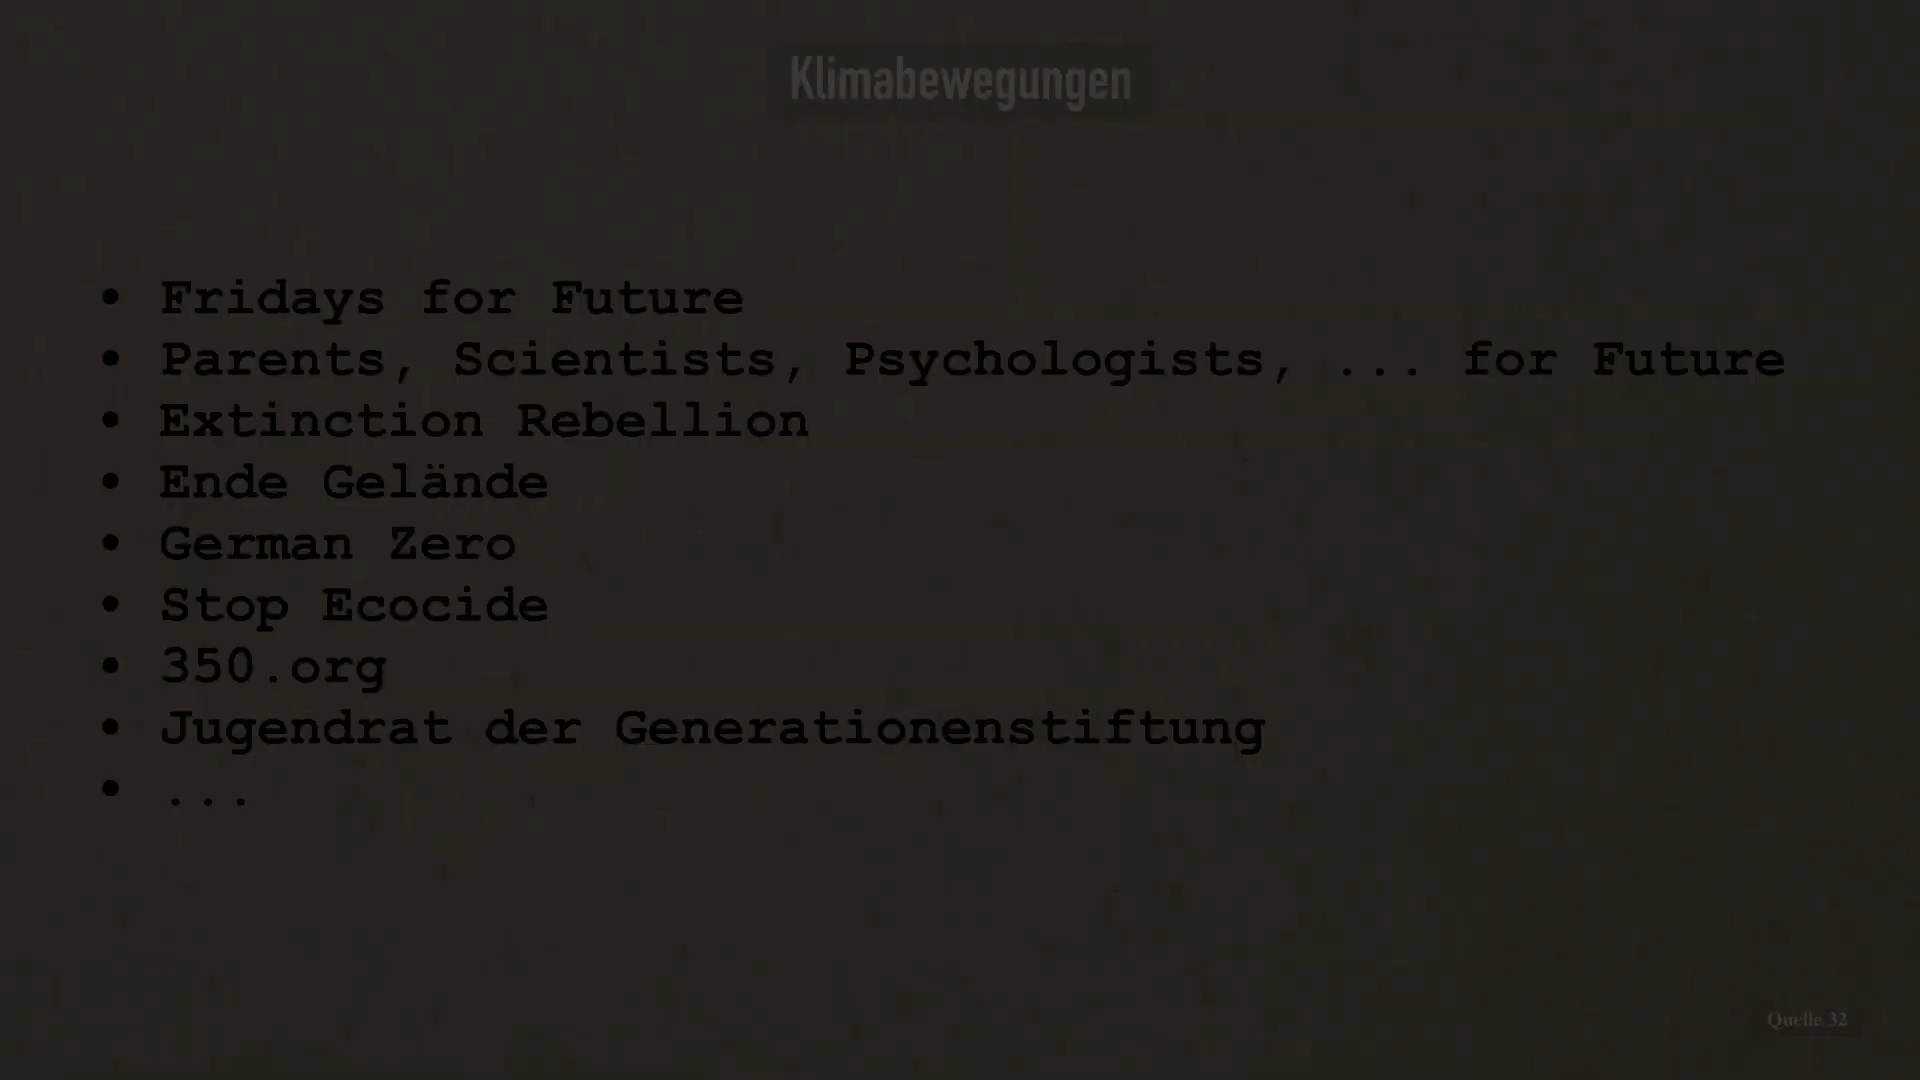 Klimabewegungen
• Fridays for Future
• Parents, Scientists, Psychologists, ... for Future
• Extinction Rebellion
• Ende Gelände
• German Zero
• Stop Ecocide
• 350.org
• Jugendrat der Generationenstiftung
• ...
Quelle 32